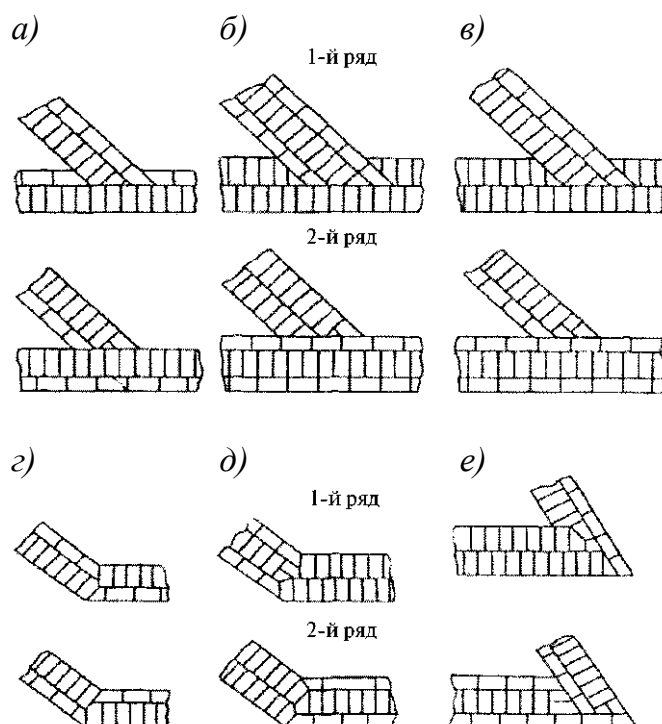 а) б) в)
1-й ряд
2-й ряд
г) д) е)
1-й ряд
2-й ряд